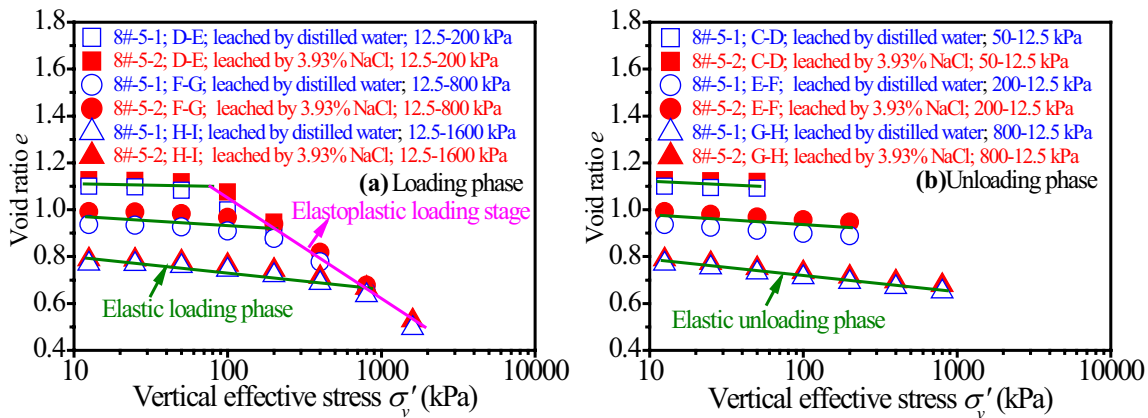 1.8
1.6
1.4
1.2
1.0
0.8
0.6
0.4
Void ratio e
8#-5-1; D-E; leached by distilled water; 12.5-200 kPa
8#-5-2; D-E; leached by 3.93% NaCl; 12.5-200 kPa
8#-5-1; F-G; leached by distilled water; 12.5-800 kPa
8#-5-2; F-G; leached by 3.93% NaCl; 12.5-800 kPa
8#-5-1; H-I; leached by distilled water; 12.5-1600 kPa
8#-5-2; H-I; leached by 3.93% NaCl; 12.5-1600 kPa
(a) Loading phase
Elastoplastic loading stage
Elastic loading phase
10 100 1000 10000
Vertical effective stress σv′ (kPa)
1.8
1.6
1.4
1.2
1.0
0.8
0.6
0.4
Void ratio e
8#-5-1; C-D; leached by distilled water; 50-12.5 kPa
8#-5-2; C-D; leached by 3.93% NaCl; 50-12.5 kPa
8#-5-1; E-F; leached by distilled water; 200-12.5 kPa
8#-5-2; E-F; leached by 3.93% NaCl; 200-12.5 kPa
8#-5-1; G-H; leached by distilled water; 800-12.5 kPa
8#-5-2; G-H; leached by 3.93% NaCl; 800-12.5 kPa
(b)Unloading phase
Elastic unloading phase
10 100 1000 10000
Vertical effective stress σv′ (kPa)